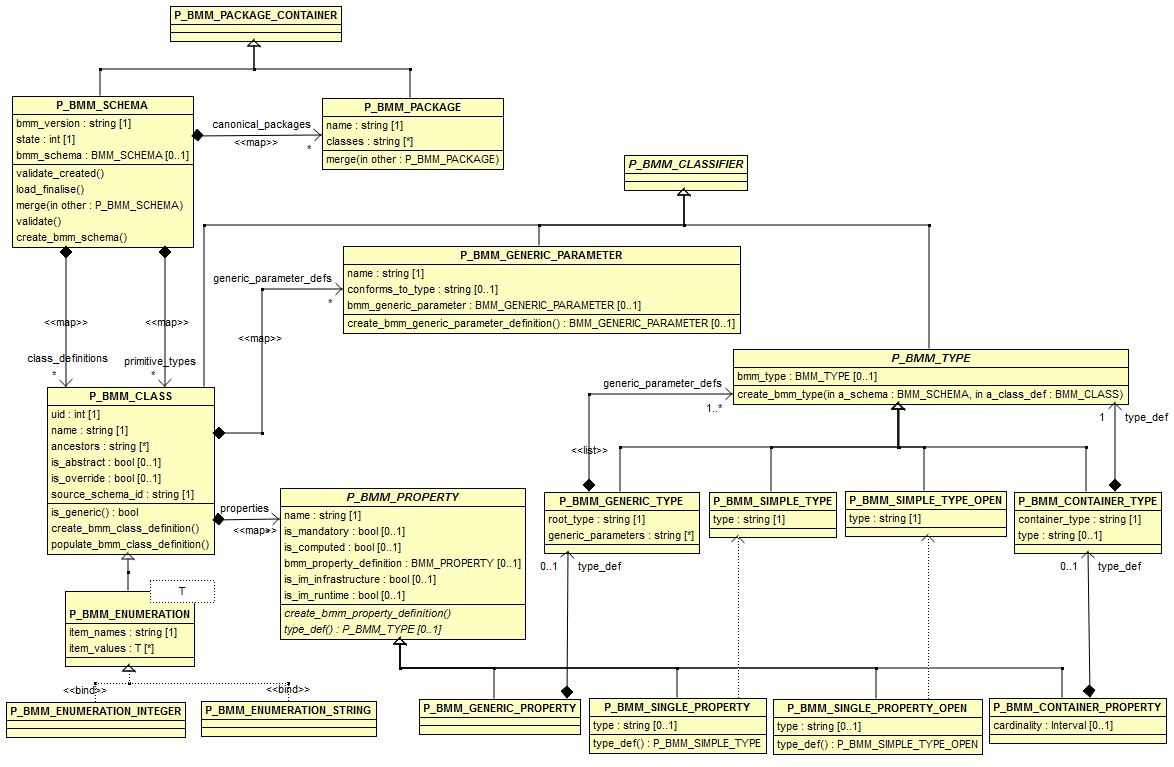 P_BMM_PACKAGE_CONTAINER
P_BMM_SCHEMA
bmm_version : string [1]
state : int [1]
bmm_schema : BMM_SCHEMA [0..1]
validate_created()
load_finalise()
merge(in other : P_BMM_SCHEMA)
validate()
create_bmm_schema()
canonical_packages
<<map>>
*
P_BMM_PACKAGE
name : string [1]
classes : string [*]
merge(in other : P_BMM_PACKAGE)
P_BMM_CLASSIFIER
<<map>>
class_definitions
*
<<map>>
primitive_types
*
generic_parameter_defs
*
<<map>>
P_BMM_GENERIC_PARAMETER
name : string [1]
conforms_to_type : string [0..1]
bmm_generic_parameter : BMM_GENERIC_PARAMETER [0..1]
create_bmm_generic_parameter_definition() : BMM_GENERIC_PARAMETER [0..1]
P_BMM_TYPE
bmm_type : BMM_TYPE [0..1]
create_bmm_type(in a_schema : BMM_SCHEMA, in a_class_def : BMM_CLASS)
generic_parameter_defs
1..*
<<list>>
1
type_def
P_BMM_CLASS
uid : int [1]
name : string [1]
ancestors : string [*]
is_abstract : bool [0..1]
is_override : bool [0..1]
source_schema_id : string [1]
is_generic() : bool
create_bmm_class_definition()
populate_bmm_class_definition()
properties
<<map>>
*
P_BMM_PROPERTY
name : string [1]
is_mandatory : bool [0..1]
is_computed : bool [0..1]
bmm_property_definition : BMM_PROPERTY [0..1]
is_im_infrastructure : bool [0..1]
is_im_runtime : bool [0..1]
create_bmm_property_definition()
type_def() : P_BMM_TYPE [0..1]
P_BMM_GENERIC_TYPE
root_type : string [1]
generic_parameters : string [*]
P_BMM_SIMPLE_TYPE
type : string [1]
P_BMM_SIMPLE_TYPE_OPEN
type : string [1]
P_BMM_CONTAINER_TYPE
container_type : string [1]
type : string [0..1]
0..1
type_def
0..1
type_def
T
P_BMM_ENUMERATION
item_names : string [1]
item_values : T [*]
<<bind>>
<<bind>>
P_BMM_ENUMERATION_INTEGER
P_BMM_ENUMERATION_STRING
P_BMM_GENERIC_PROPERTY
P_BMM_SINGLE_PROPERTY
type : string [0..1]
type_def() : P_BMM_SIMPLE_TYPE
P_BMM_SINGLE_PROPERTY_OPEN
type : string [0..1]
type_def() : P_BMM_SIMPLE_TYPE_OPEN
P_BMM_CONTAINER_PROPERTY
cardinality : Interval [0..1]